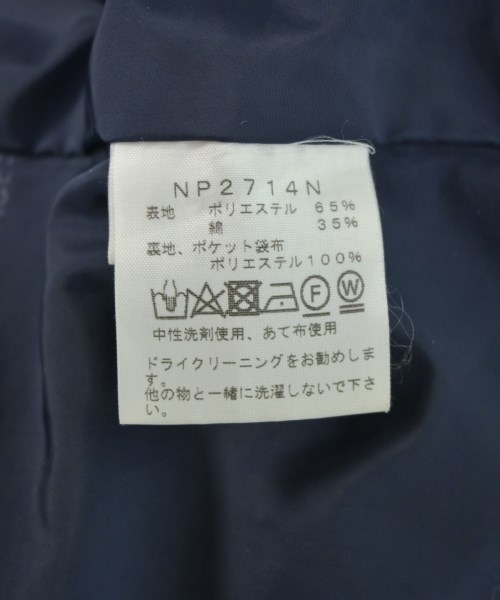 NP2714N
表地 ポリエステル 65%
綿 35%
裏地、ポケット袋布
ポリエステル100%
F W
中性洗剤使用、あて布使用
ドライクリーニングをお勧めしま
す。
他の物と一緒に洗濯しないで下さ
い。